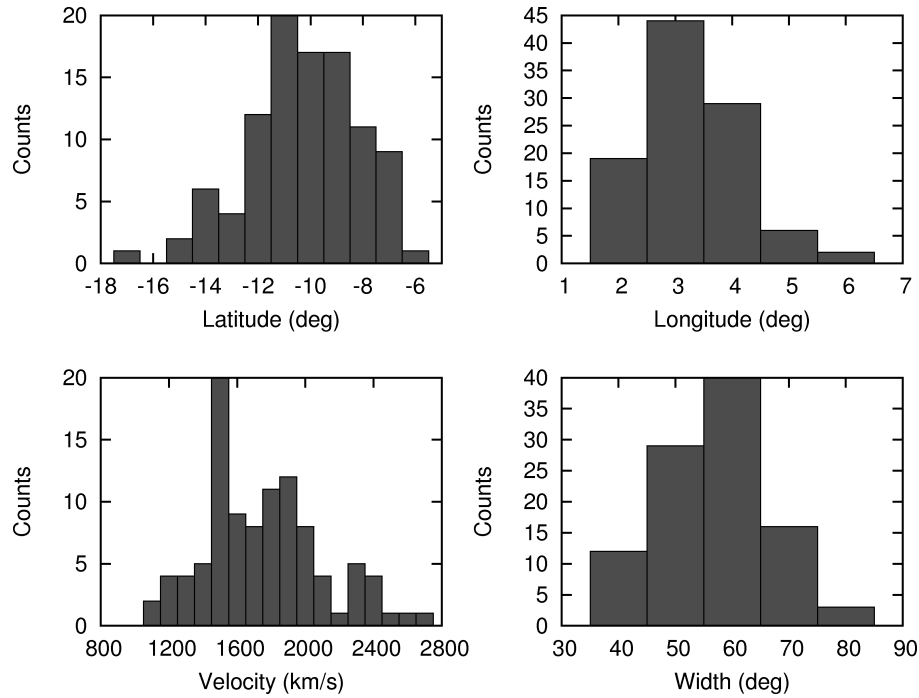 Counts
20
15
10
5
0
-18 -16 -14 -12 -10 -8 -6
Latitude (deg)
Counts
45
40
35
30
25
20
15
10
5
0
1 2 3 4 5 6 7
Longitude (deg)
Counts
20
15
10
5
0
800 1200 1600 2000 2400 2800
Velocity (km/s)
Counts
40
35
30
25
20
15
10
5
0
30 40 50 60 70 80 90
Width (deg)